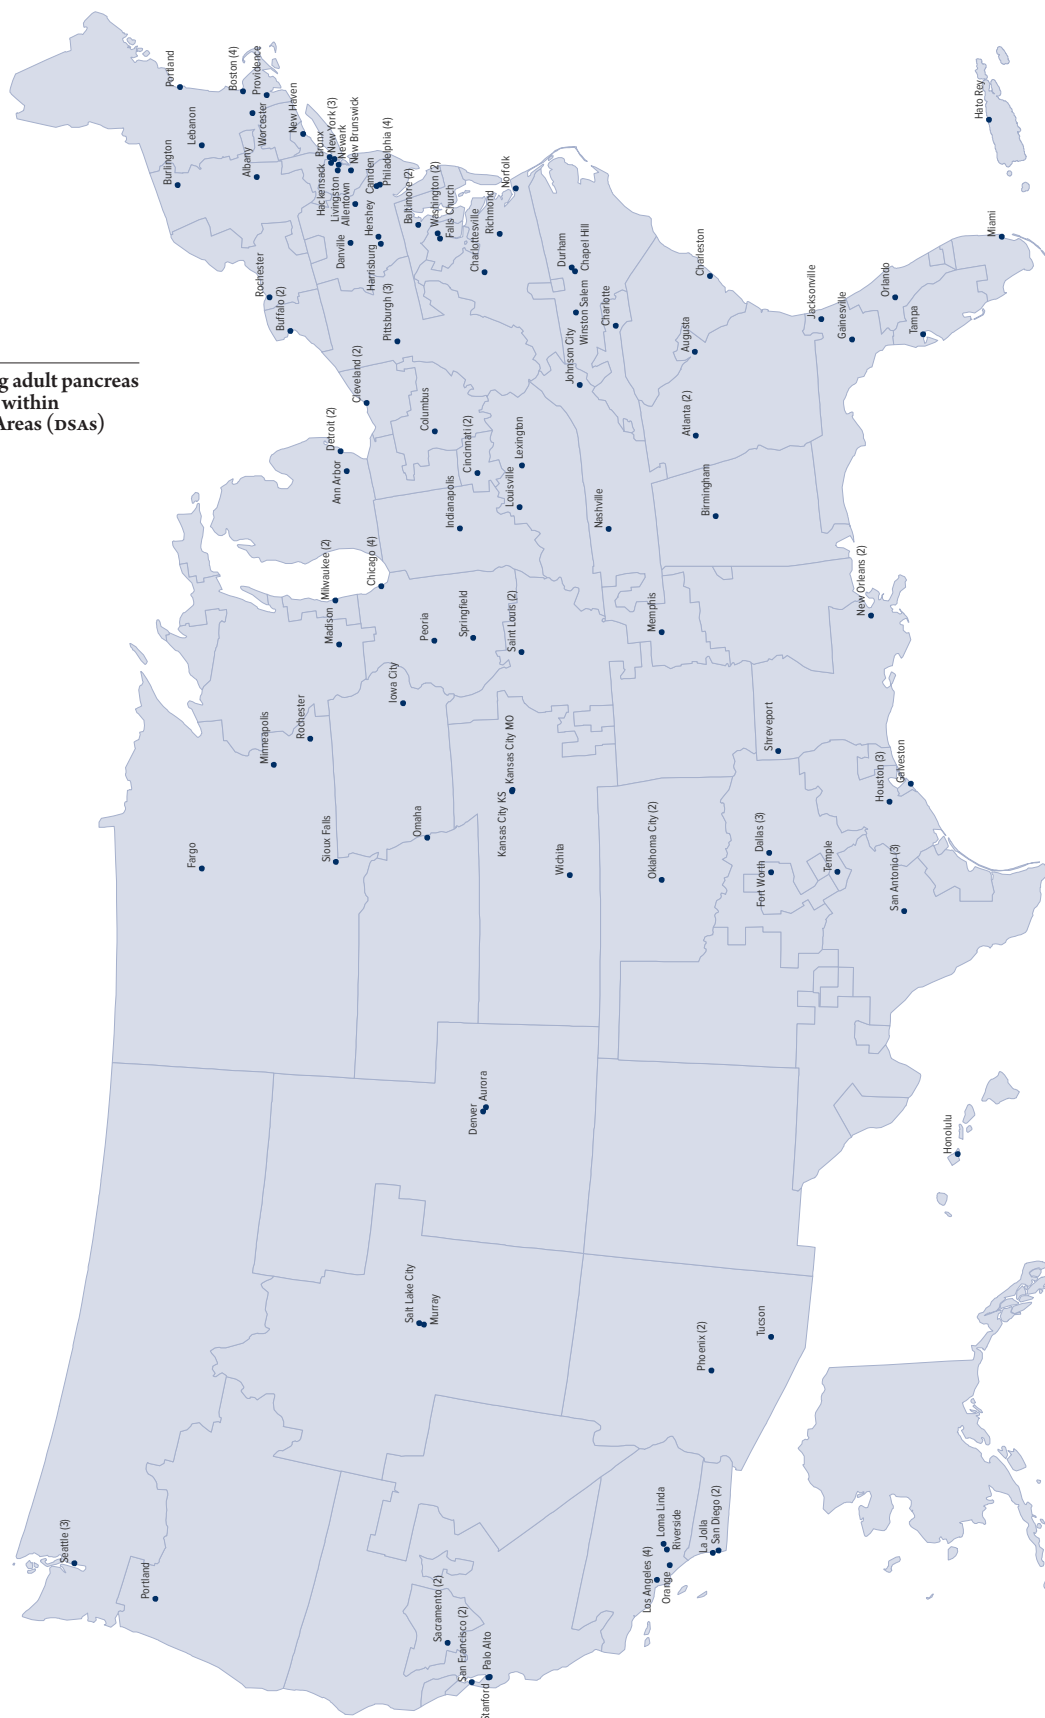 g adult pancreas
within
Areas (DSAs)
Portland
Boston (4)
Providence
Lebanon
Worcester
New Haven
Burlington
Albany
Bronx
New York (3)
Newark
New Brunswick
Hackensack
Livingston
Allentown
Camden
Philadelphia (4)
Danville
Hershey
Harrisburg
Baltimore (2)
Washington (2)
Falls Church
Charlottesville
Richmond
Norfolk
Rochester
Buffalo (2)
Pittsburgh (3)
Durham
Chapel Hill
Winston Salem
Charlotte
Johnson City
Charleston
Augusta
Atlanta (2)
Jacksonville
Gainesville
Orlando
Tampa
Miami
Hato Rey
Cleveland (2)
Columbus
Cincinnati (2)
Detroit (2)
Ann Arbor
Indianapolis
Louisville
Lexington
Nashville
Birmingham
Milwaukee (2)
Madison
Chicago (4)
Peoria
Springfield
Saint Louis (2)
Memphis
New Orleans (2)
Iowa City
Minneapolis
Rochester
Kansas City MO
Kansas City KS
Shreveport
Houston (3)
Galveston
Fargo
Sioux Falls
Omaha
Wichita
Oklahoma City (2)
Dallas (3)
Fort Worth
Temple
San Antonio (3)
Denver
Aurora
Honolulu
Salt Lake City
Murray
Phoenix (2)
Tucson
Seattle (3)
Portland
Sacramento (2)
San Francisco (2)
Palo Alto
Stanford
Los Angeles (4)
Loma Linda
Riverside
Orange
La Jolla
San Diego (2)